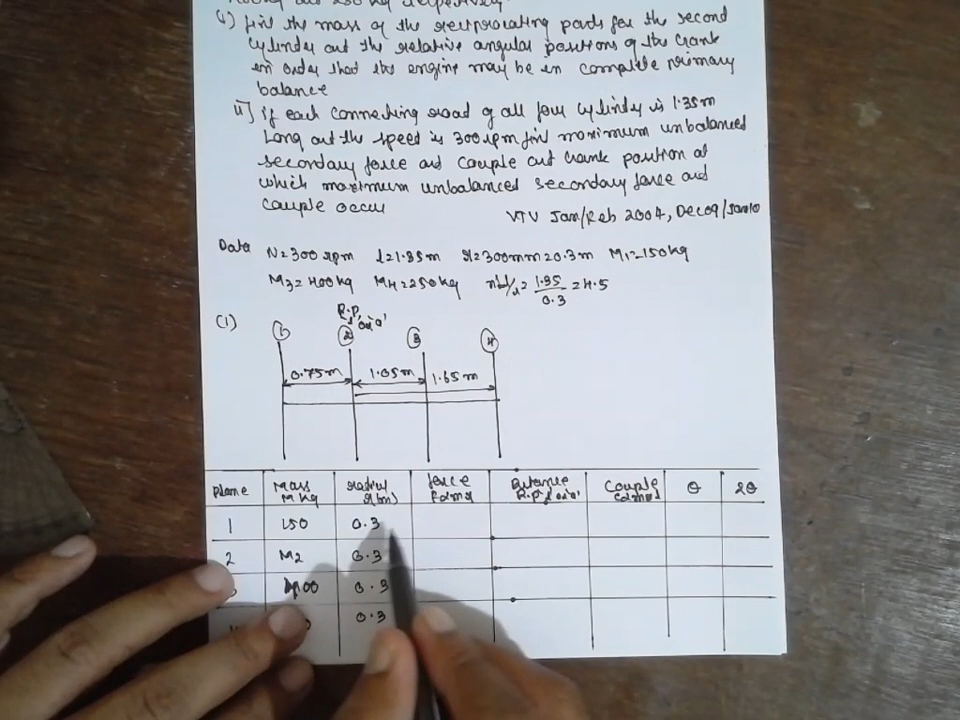 i) find the mass of the reciprocating parts for the second
cylinder and the relative angular positions of the crank
in order that the engine may be in complete primary
balance
ii] if each connecting road of all four cylinder is 1.35m
Long and the speed is 300rpm find maximum unbalanced
secondary force and couple and crank position at
which maximum unbalanced secondary force and
couple occur
VTU Jan/Feb 2004, Dec09/Jan10
Data N=300rpm l=1.35m r=300mm=0.3m M1=150kg
M3=400kg M4=250kg n=l/r=1.35/0.3=4.5
R.P.
(1) 1 2 3 4
0.75m 1.05m 1.65m
Plane Mass M kg radius r(m) force Couple θ 2θ
1 150 0.3
2 M2 0.3
400 0.3
0.3